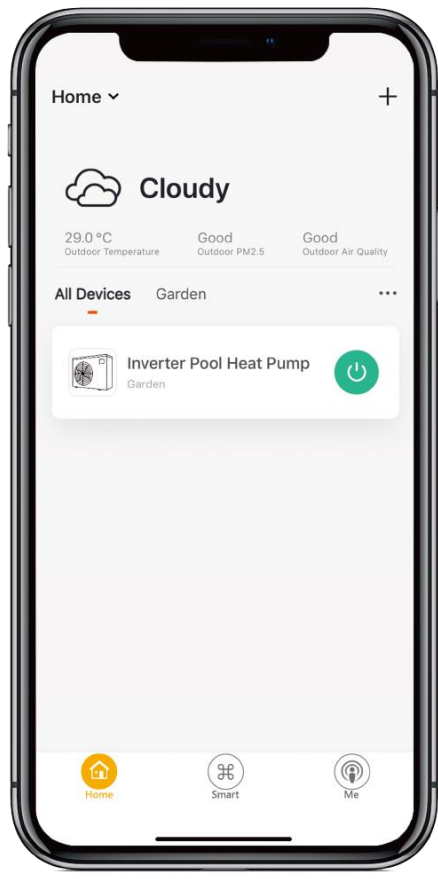 Home
Cloudy
29.0 °C Good Good
Outdoor Temperature Outdoor PM2.5 Outdoor Air Quality
All Devices Garden
Inverter Pool Heat Pump
Garden
Home Smart Me